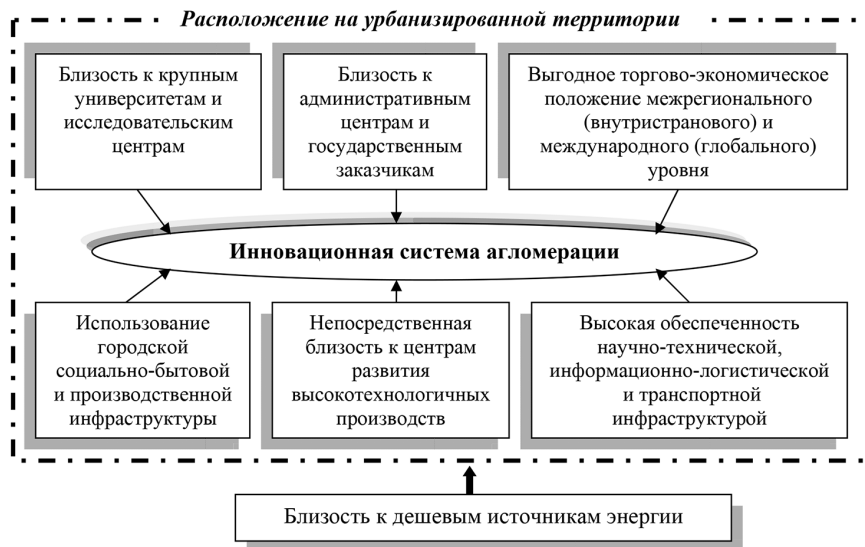 Расположение на урбанизированной территории
Близость к крупным
университетам и
исследовательским
центрам
Близость к
административным
центрам и
государственным
заказчикам
Выгодное торгово-экономическое
положение межрегионального
(внутристранового) и
международного (глобального)
уровня
Инновационная система агломерации
Использование
городской
социально-бытовой
и производственной
инфраструктуры
Непосредственная
близость к центрам
развития
высокотехнологичных
производств
Высокая обеспеченность
научно-технической,
информационно-логистической
и транспортной
инфраструктурой
Близость к дешевым источникам энергии